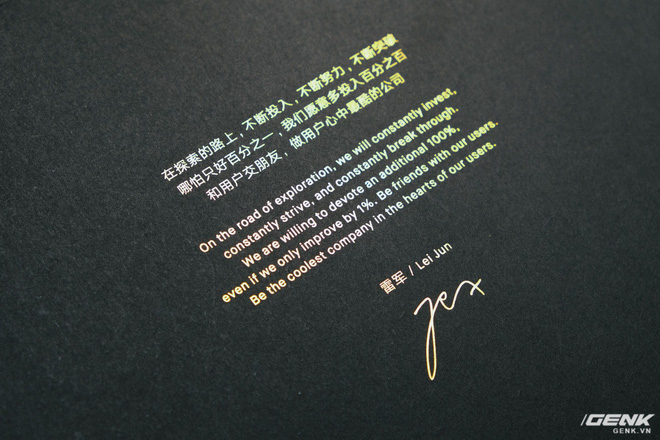 在探索的路上，不断投入，不断努力，不断突破
哪怕只好百分之一，我们愿意多投入百分之百
和用户交朋友，做用户心中最酷的公司
On the road of exploration, we will constantly invest,
constantly strive, and constantly break through.
We are willing to devote an additional 100%,
even if we only improve by 1%. Be friends with our users.
Be the coolest company in the hearts of our users.
雷军 / Lei Jun
GENK
GENK.VN